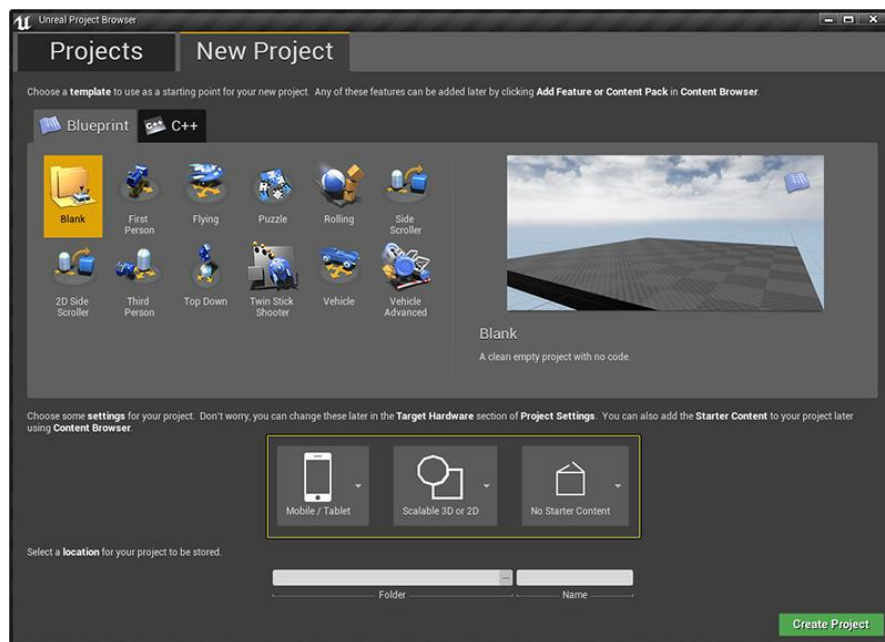 Unreal Project Browser
Projects
New Project
Choose a template to use as a starting point for your new project. Any of these features can be added later by clicking Add Feature or Content Pack in Content Browser.
Blueprint
C++
C++
Blank
First
Person
Flying
Puzzle
Rolling
Side
Scroller
2D Side
Scroller
Third
Person
Top Down
Twin Stick
Shooter
Vehicle
Vehicle
Advanced
Blank
A clean empty project with no code.
Choose some settings for your project. Don't worry, you can change these later in the Target Hardware section of Project Settings. You can also add the Starter Content to your project later
using Content Browser.
Mobile / Tablet
Scalable 3D or 2D
No Starter Content
Select a location for your project to be stored.
...
Folder
Name
Create Project